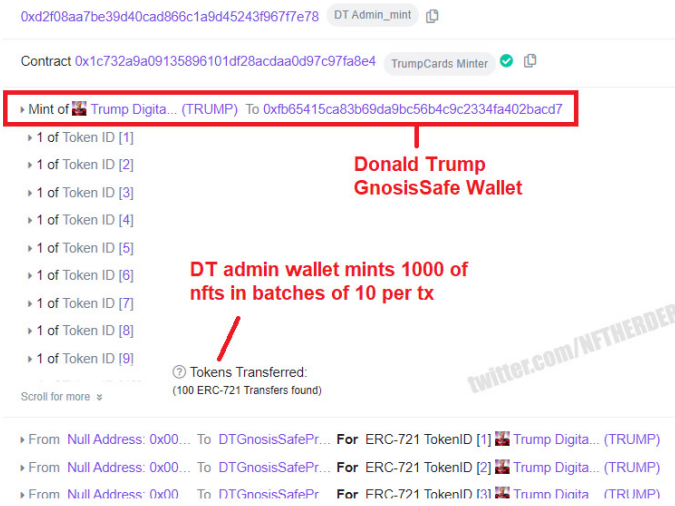 0xd2f08aa7be39d40cad866c1a9d45243f967f7e78 DT Admin_mint
Contract 0x1c732a9a09135896101df28acdaa0d97c97fa8e4 TrumpCards Minter
Mint of Trump Digita... (TRUMP) To 0xfb65415ca83b69da9bc56b4c9c2334fa402bacd7
1 of Token ID [1]
1 of Token ID [2]
Donald Trump
GnosisSafe Wallet
1 of Token ID [3]
1 of Token ID [4]
1 of Token ID [5]
1 of Token ID [6]
DT admin wallet mints 1000 of
nfts in batches of 10 per tx
1 of Token ID [7]
1 of Token ID [8]
1 of Token ID [9]
Tokens Transferred:
(100 ERC-721 Transfers found)
twitter.com/NFTHERDER
Scroll for more
From Null Address: 0x00... To DTGnosisSafePr... For ERC-721 TokenID [1] Trump Digita... (TRUMP)
From Null Address: 0x00... To DTGnosisSafePr... For ERC-721 TokenID [2] Trump Digita... (TRUMP)
From Null Address: 0x00 To DTGnosisSafePr For ERC-721 TokenID [3] Trump Digita (TRUMP)